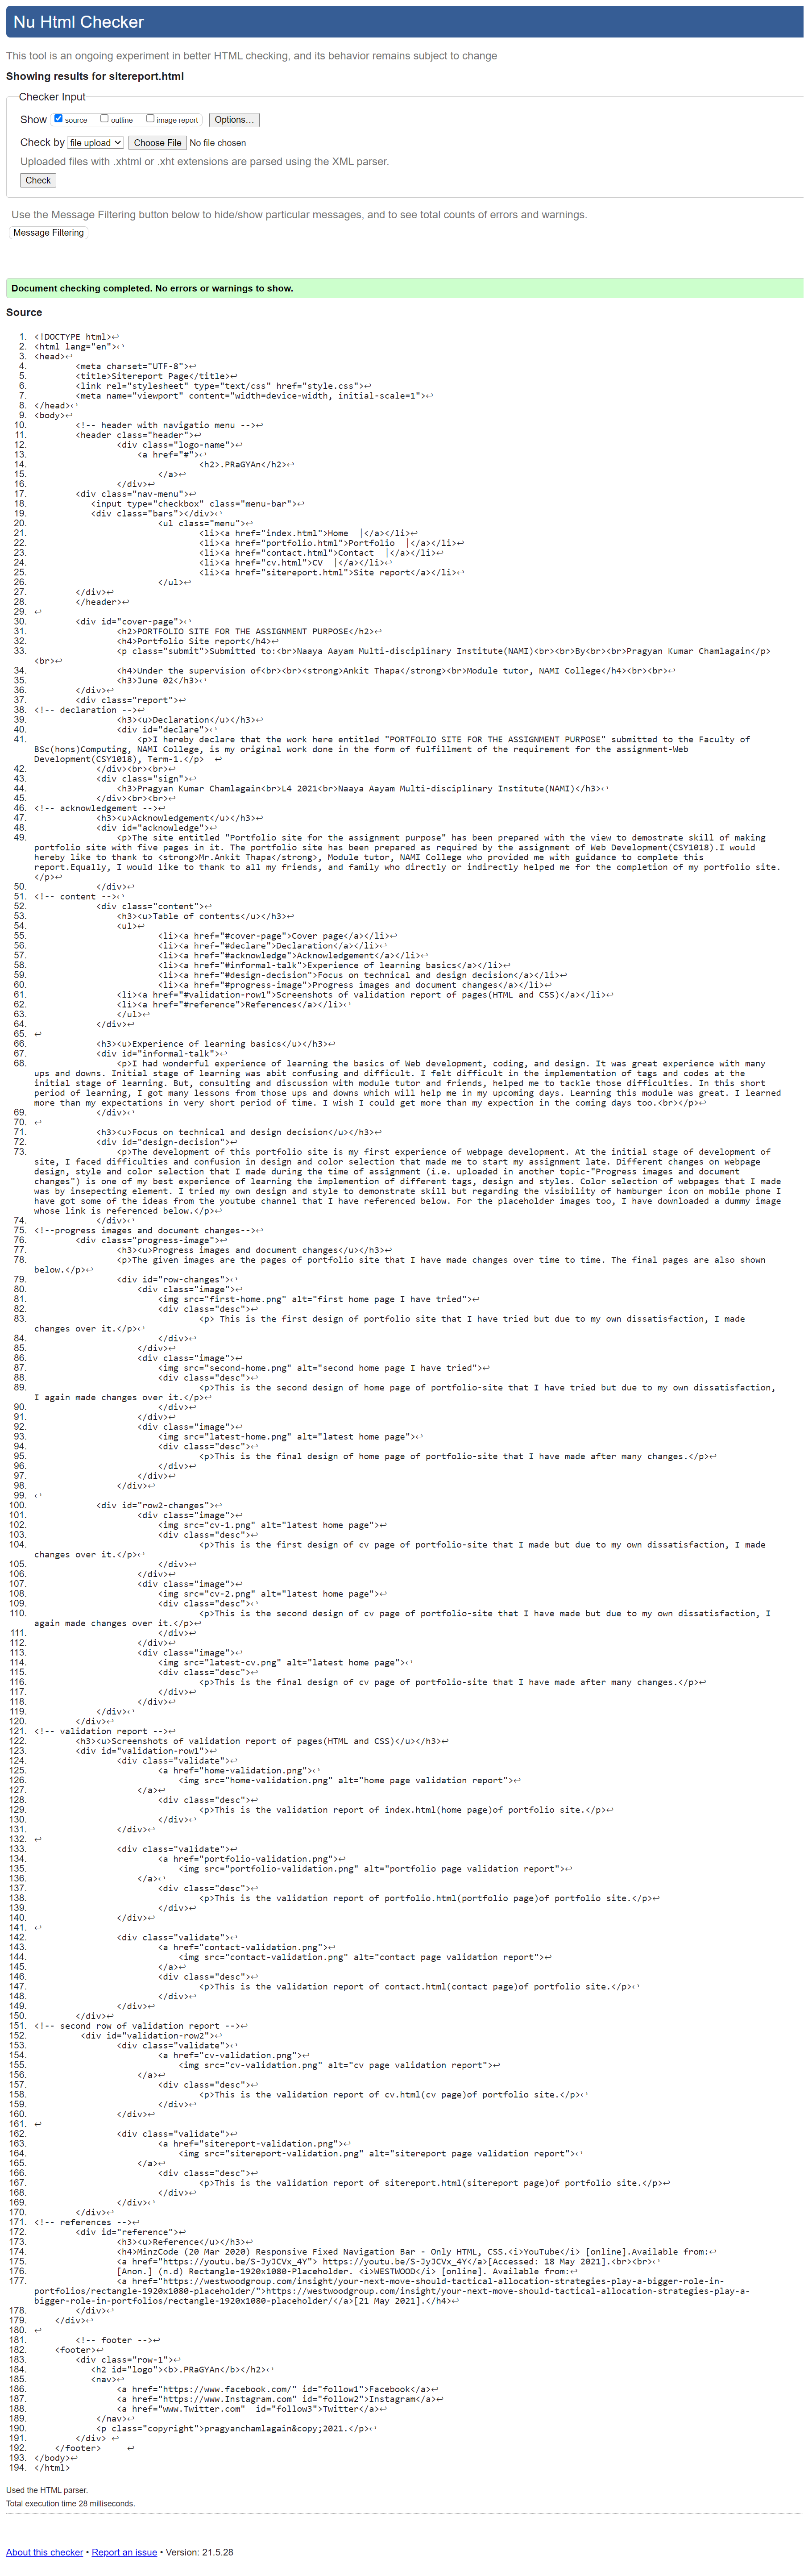 Nu Html Checker
This tool is an ongoing experiment in better HTML checking, and its behavior remains subject to change
Showing results for sitereport.html
Checker Input
Show source outline image report Options...
Check by file upload Choose File No file chosen
Uploaded files with .xhtml or .xht extensions are parsed using the XML parser.
Check
Use the Message Filtering button below to hide/show particular messages, and to see total counts of errors and warnings.
Message Filtering
Document checking completed. No errors or warnings to show.
Source
1. <!DOCTYPE html>↩
2. <html lang="en">↩
3. <head>↩
4. <meta charset="UTF-8">↩
5. <title>Sitereport Page</title>↩
6. <link rel="stylesheet" type="text/css" href="style.css">↩
7. <meta name="viewport" content="width=device-width, initial-scale=1">↩
8. </head>↩
9. <body>↩
10. <!-- header with navigatio menu -->↩
11. <header class="header">↩
12. <div class="logo-name">↩
13. <a href="#">↩
14. <h2>.PRaGYAn</h2>↩
15. </a>↩
16. </div>↩
17. <div class="nav-menu">↩
18. <input type="checkbox" class="menu-bar">↩
19. <div class="bars"></div>↩
20. <ul class="menu">↩
21. <li><a href="index.html">Home |</a></li>↩
22. <li><a href="portfolio.html">Portfolio |</a></li>↩
23. <li><a href="contact.html">Contact |</a></li>↩
24. <li><a href="cv.html">CV |</a></li>↩
25. <li><a href="sitereport.html">Site report</a></li>↩
26. </ul>↩
27. </div>↩
28. </header>↩
29. ↩
30. <div id="cover-page">↩
31. <h2>PORTFOLIO SITE FOR THE ASSIGNMENT PURPOSE</h2>↩
32. <h4>Portfolio Site report</h4>↩
33. <p class="submit">Submitted to:<br>Naaya Aayam Multi-disciplinary Institute(NAMI)<br><br>By<br><br>Pragyan Kumar Chamlagain</p>
<br>↩
34. <h4>Under the supervision of<br><br><strong>Ankit Thapa</strong><br>Module tutor, NAMI College</h4><br><br>↩
35. <h3>June 02</h3>↩
36. </div>↩
37. <div class="report">↩
38. <!-- declaration -->↩
39. <h3><u>Declaration</u></h3>↩
40. <div id="declare">↩
41. <p>I hereby declare that the work here entitled "PORTFOLIO SITE FOR THE ASSIGNMENT PURPOSE" submitted to the Faculty of
BSc(hons)Computing, NAMI College, is my original work done in the form of fulfillment of the requirement for the assignment-Web
Development(CSY1018), Term-1.</p> ↩
42. </div><br><br>↩
43. <div class="sign">↩
44. <h3>Pragyan Kumar Chamlagain<br>L4 2021<br>Naaya Aayam Multi-disciplinary Institute(NAMI)</h3>↩
45. </div><br><br>↩
46. <!-- acknowledgement -->↩
47. <h3><u>Acknowledgement</u></h3>↩
48. <div id="acknowledge">↩
49. <p>The site entitled "Portfolio site for the assignment purpose" has been prepared with the view to demostrate skill of making
portfolio site with five pages in it. The portfolio site has been prepared as required by the assignment of Web Development(CSY1018).I would
hereby like to thank to <strong>Mr.Ankit Thapa</strong>, Module tutor, NAMI College who provided me with guidance to complete this
report.Equally, I would like to thank to all my friends, and family who directly or indirectly helped me for the completion of my portfolio site.
</p>↩
50. </div>↩
51. <!-- content -->↩
52. <div class="content">↩
53. <h3><u>Table of contents</u></h3>↩
54. <ul>↩
55. <li><a href="#cover-page">Cover page</a></li>↩
56. <li><a href="#declare">Declaration</a></li>↩
57. <li><a href="#acknowledge">Acknowledgement</a></li>↩
58. <li><a href="#informal-talk">Experience of learning basics</a></li>↩
59. <li><a href="#design-decision">Focus on technical and design decision</a></li>↩
60. <li><a href="#progress-image">Progress images and document changes</a></li>↩
61. <li><a href="#validation-row1">Screenshots of validation report of pages(HTML and CSS)</a></li>↩
62. <li><a href="#reference">References</a></li>↩
63. </ul>↩
64. </div>↩
65. ↩
66. <h3><u>Experience of learning basics</u></h3>↩
67. <div id="informal-talk">↩
68. <p>I had wonderful experience of learning the basics of Web development, coding, and design. It was great experience with many
ups and downs. Initial stage of learning was abit confusing and difficult. I felt difficult in the implementation of tags and codes at the
initial stage of learning. But, consulting and discussion with module tutor and friends, helped me to tackle those difficulties. In this short
period of learning, I got many lessons from those ups and downs which will help me in my upcoming days. Learning this module was great. I learned
more than my expectations in very short period of time. I wish I could get more than my expection in the coming days too.<br></p>↩
69. </div>↩
70. ↩
71. <h3><u>Focus on technical and design decision</u></h3>↩
72. <div id="design-decision">↩
73. <p>The development of this portfolio site is my first experience of webpage development. At the initial stage of development of
site, I faced difficulties and confusion in design and color selection that made me to start my assignment late. Different changes on webpage
design, style and color selection that I made during the time of assignment (i.e. uploaded in another topic-"Progress images and document
changes") is one of my best experience of learning the implemention of different tags, design and styles. Color selection of webpages that I made
was by insepecting element. I tried my own design and style to demonstrate skill but regarding the visibility of hamburger icon on mobile phone I
have got some of the ideas from the youtube channel that I have referenced below. For the placeholder images too, I have downloaded a dummy image
whose link is referenced below.</p>↩
74. </div>↩
75. <!--progress images and document changes-->↩
76. <div class="progress-image">↩
77. <h3><u>Progress images and document changes</u></h3>↩
78. <p>The given images are the pages of portfolio site that I have made changes over time to time. The final pages are also shown
below.</p>↩
79. <div id="row-changes">↩
80. <div class="image">↩
81. <img src="first-home.png" alt="first home page I have tried">↩
82. <div class="desc">↩
83. <p> This is the first design of portfolio site that I have tried but due to my own dissatisfaction, I made
changes over it.</p>↩
84. </div>↩
85. </div>↩
86. <div class="image">↩
87. <img src="second-home.png" alt="second home page I have tried">↩
88. <div class="desc">↩
89. <p>This is the second design of home page of portfolio-site that I have tried but due to my own dissatisfaction,
I again made changes over it.</p>↩
90. </div>↩
91. </div>↩
92. <div class="image">↩
93. <img src="latest-home.png" alt="latest home page">↩
94. <div class="desc">↩
95. <p>This is the final design of home page of portfolio-site that I have made after many changes.</p>↩
96. </div>↩
97. </div>↩
98. </div>↩
99. ↩
100. <div id="row2-changes">↩
101. <div class="image">↩
102. <img src="cv-1.png" alt="latest home page">↩
103. <div class="desc">↩
104. <p>This is the first design of cv page of portfolio-site that I made but due to my own dissatisfaction, I made
changes over it.</p>↩
105. </div>↩
106. </div>↩
107. <div class="image">↩
108. <img src="cv-2.png" alt="latest home page">↩
109. <div class="desc">↩
110. <p>This is the second design of cv page of portfolio-site that I have made but due to my own dissatisfaction, I
again made changes over it.</p>↩
111. </div>↩
112. </div>↩
113. <div class="image">↩
114. <img src="latest-cv.png" alt="latest home page">↩
115. <div class="desc">↩
116. <p>This is the final design of cv page of portfolio-site that I have made after many changes.</p>↩
117. </div>↩
118. </div>↩
119. </div>↩
120. </div>↩
121. <!-- validation report -->↩
122. <h3><u>Screenshots of validation report of pages(HTML and CSS)</u></h3>↩
123. <div id="validation-row1">↩
124. <div class="validate">↩
125. <a href="home-validation.png">↩
126. <img src="home-validation.png" alt="home page validation report">↩
127. </a>↩
128. <div class="desc">↩
129. <p>This is the validation report of index.html(home page)of portfolio site.</p>↩
130. </div>↩
131. </div>↩
132. ↩
133. <div class="validate">↩
134. <a href="portfolio-validation.png">↩
135. <img src="portfolio-validation.png" alt="portfolio page validation report">↩
136. </a>↩
137. <div class="desc">↩
138. <p>This is the validation report of portfolio.html(portfolio page)of portfolio site.</p>↩
139. </div>↩
140. </div>↩
141. ↩
142. <div class="validate">↩
143. <a href="contact-validation.png">↩
144. <img src="contact-validation.png" alt="contact page validation report">↩
145. </a>↩
146. <div class="desc">↩
147. <p>This is the validation report of contact.html(contact page)of portfolio site.</p>↩
148. </div>↩
149. </div>↩
150. </div>↩
151. <!-- second row of validation report -->↩
152. <div id="validation-row2">↩
153. <div class="validate">↩
154. <a href="cv-validation.png">↩
155. <img src="cv-validation.png" alt="cv page validation report">↩
156. </a>↩
157. <div class="desc">↩
158. <p>This is the validation report of cv.html(cv page)of portfolio site.</p>↩
159. </div>↩
160. </div>↩
161. ↩
162. <div class="validate">↩
163. <a href="sitereport-validation.png">↩
164. <img src="sitereport-validation.png" alt="sitereport page validation report">↩
165. </a>↩
166. <div class="desc">↩
167. <p>This is the validation report of sitereport.html(sitereport page)of portfolio site.</p>↩
168. </div>↩
169. </div>↩
170. </div>↩
171. <!-- references -->↩
172. <div id="reference">↩
173. <h3><u>Reference</u></h3>↩
174. <h4>MinzCode (20 Mar 2020) Responsive Fixed Navigation Bar - Only HTML, CSS.<i>YouTube</i> [online].Available from:↩
175. <a href="https://youtu.be/S-JyJCVx_4Y"> https://youtu.be/S-JyJCVx_4Y</a>[Accessed: 18 May 2021].<br><br>↩
176. [Anon.] (n.d) Rectangle-1920x1080-Placeholder. <i>WESTWOOD</i> [online]. Available from:↩
177. <a href="https://westwoodgroup.com/insight/your-next-move-should-tactical-allocation-strategies-play-a-bigger-role-in-
portfolios/rectangle-1920x1080-placeholder/">https://westwoodgroup.com/insight/your-next-move-should-tactical-allocation-strategies-play-a-
bigger-role-in-portfolios/rectangle-1920x1080-placeholder/</a>[21 May 2021].</h4>↩
178. </div>↩
179. </div>↩
180. ↩
181. <!-- footer -->↩
182. <footer>↩
183. <div class="row-1">↩
184. <h2 id="logo"><b>.PRaGYAn</b></h2>↩
185. <nav>↩
186. <a href="https://www.facebook.com/" id="follow1">Facebook</a>↩
187. <a href="https://www.Instagram.com" id="follow2">Instagram</a>↩
188. <a href="www.Twitter.com" id="follow3">Twitter</a>↩
189. </nav>↩
190. <p class="copyright">pragyanchamlagain&copy;2021.</p>↩
191. </div> ↩
192. </footer> ↩
193. </body>↩
194. </html>
Used the HTML parser.
Total execution time 28 milliseconds.
About this checker • Report an issue • Version: 21.5.28